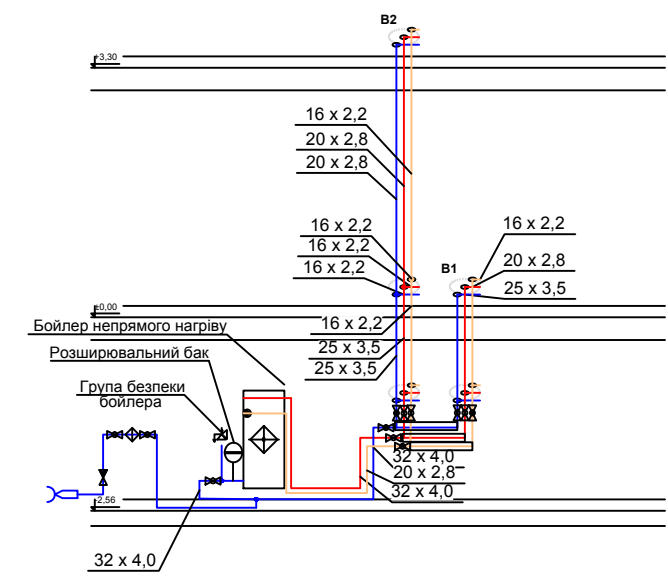 B2
+3,30
16 x 2,2
20 x 2,8
20 x 2,8
16 x 2,2
16 x 2,2
16 x 2,2
B1
16 x 2,2
20 x 2,8
25 x 3,5
±0,00
Бойлер непрямого нагріву
16 x 2,2
25 x 3,5
25 x 3,5
Розширювальний бак
Група безпеки
бойлера
32 x 4,0
20 x 2,8
32 x 4,0
-2,56
32 x 4,0